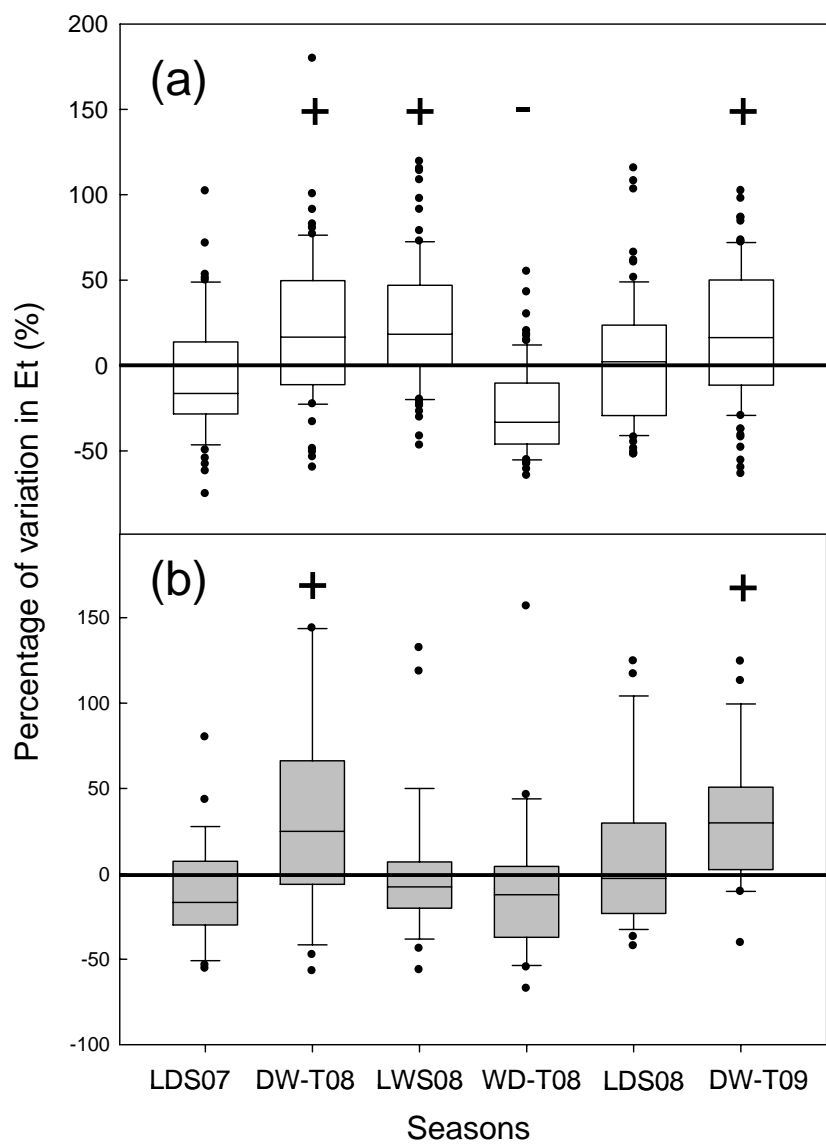 200
(a)
+ + - +
150
100
50
0
-50
Percentage of variation in Et (%)
(b)
+ +
150
100
50
0
-50
-100
LDS07 DW-T08 LWS08 WD-T08 LDS08 DW-T09
Seasons